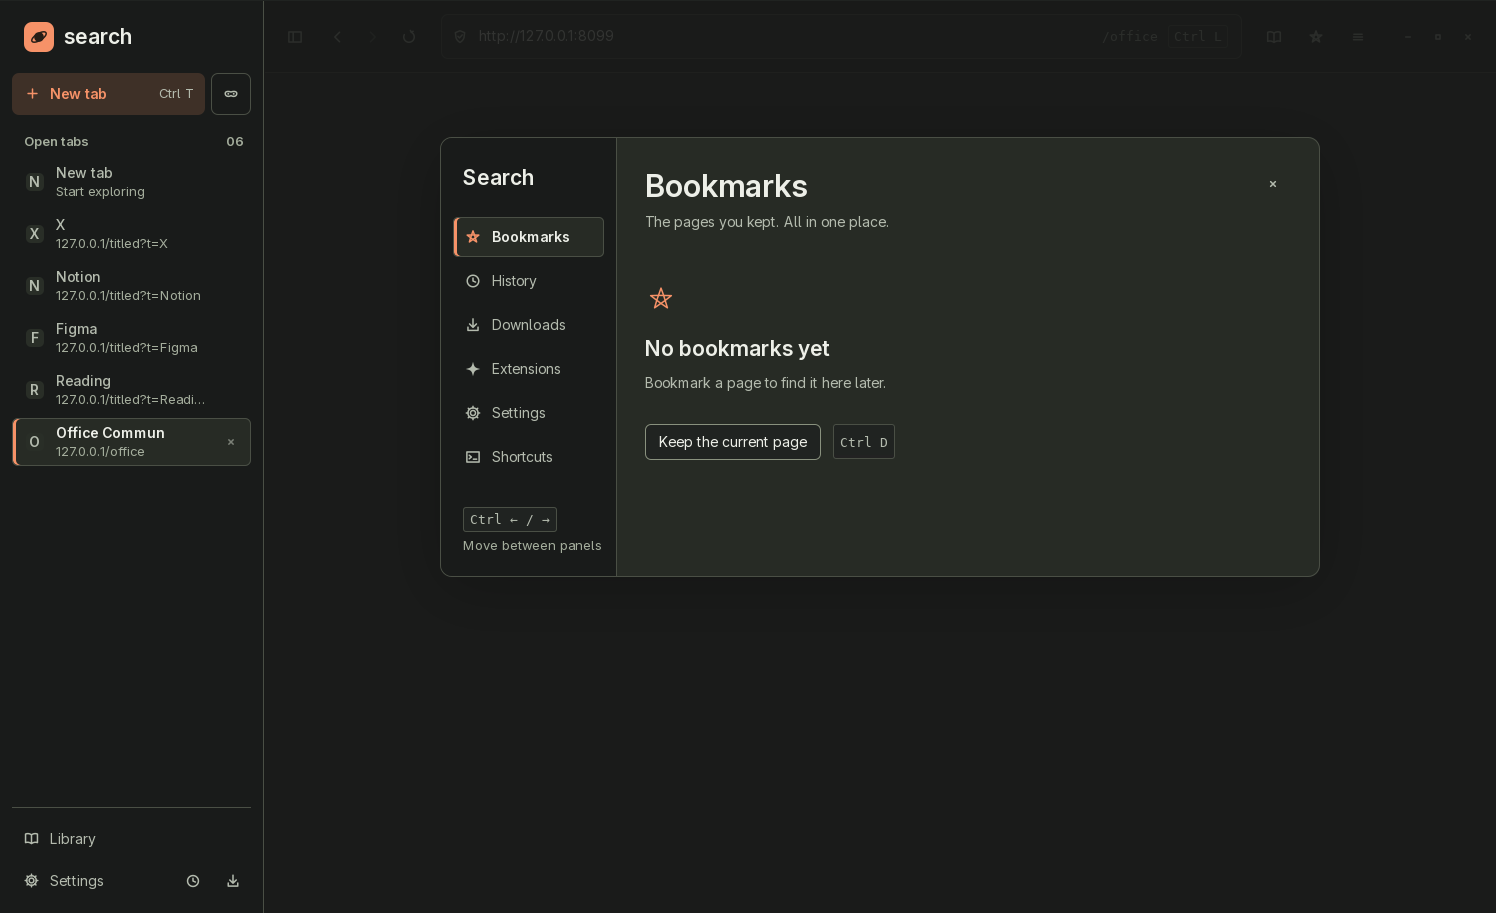 search
New tab Ctrl T
Open tabs 06
N New tab
Start exploring
X X
127.0.0.1/titled?t=X
N Notion
127.0.0.1/titled?t=Notion
F Figma
127.0.0.1/titled?t=Figma
R Reading
127.0.0.1/titled?t=Readi…
O Office Commun
127.0.0.1/office
Library
Settings
http://127.0.0.1:8099 /office Ctrl L
Search
Bookmarks
History
Downloads
Extensions
Settings
Shortcuts
Ctrl ← / →
Move between panels
Bookmarks
The pages you kept. All in one place.
No bookmarks yet
Bookmark a page to find it here later.
Keep the current page Ctrl D